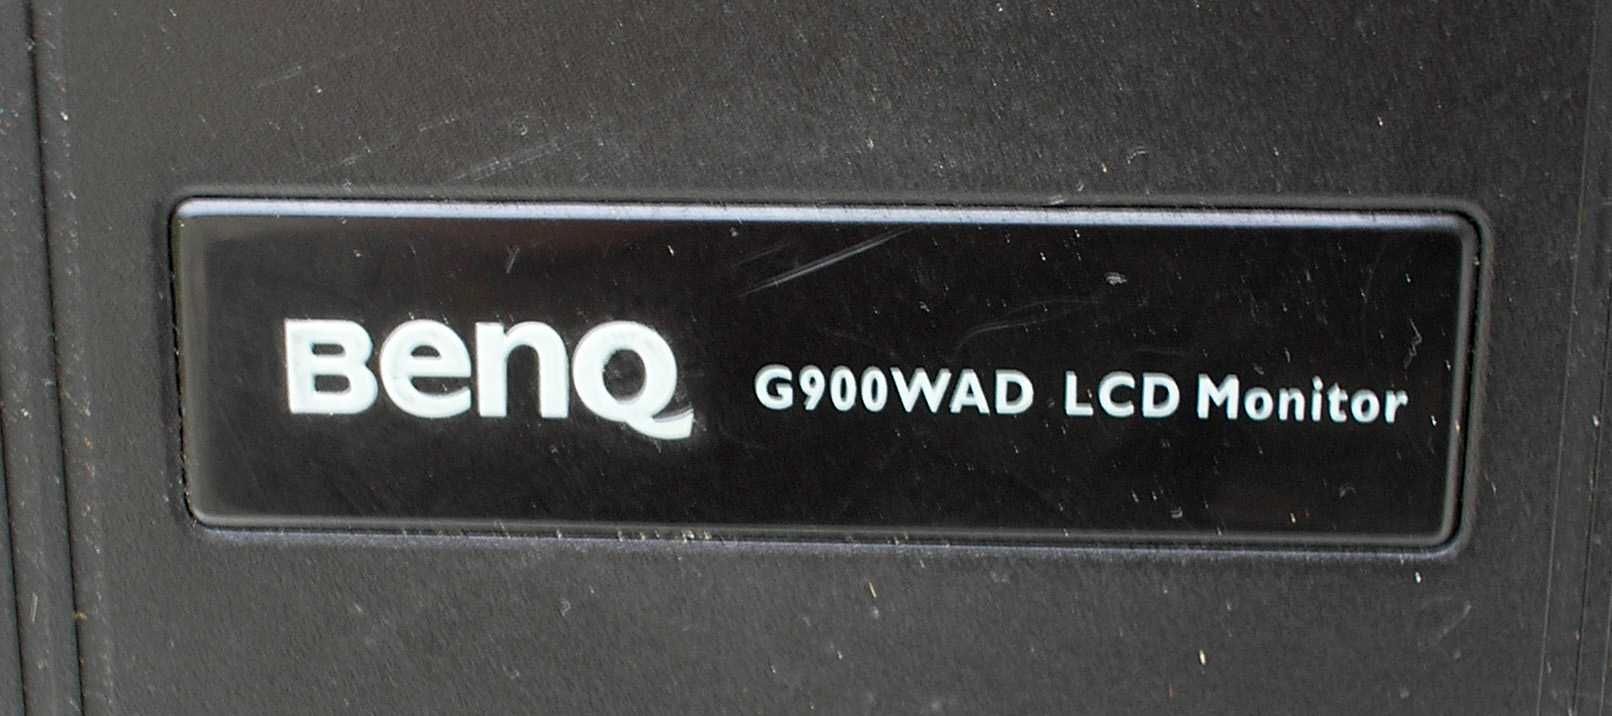 BenQ G900WAD LCD Monitor